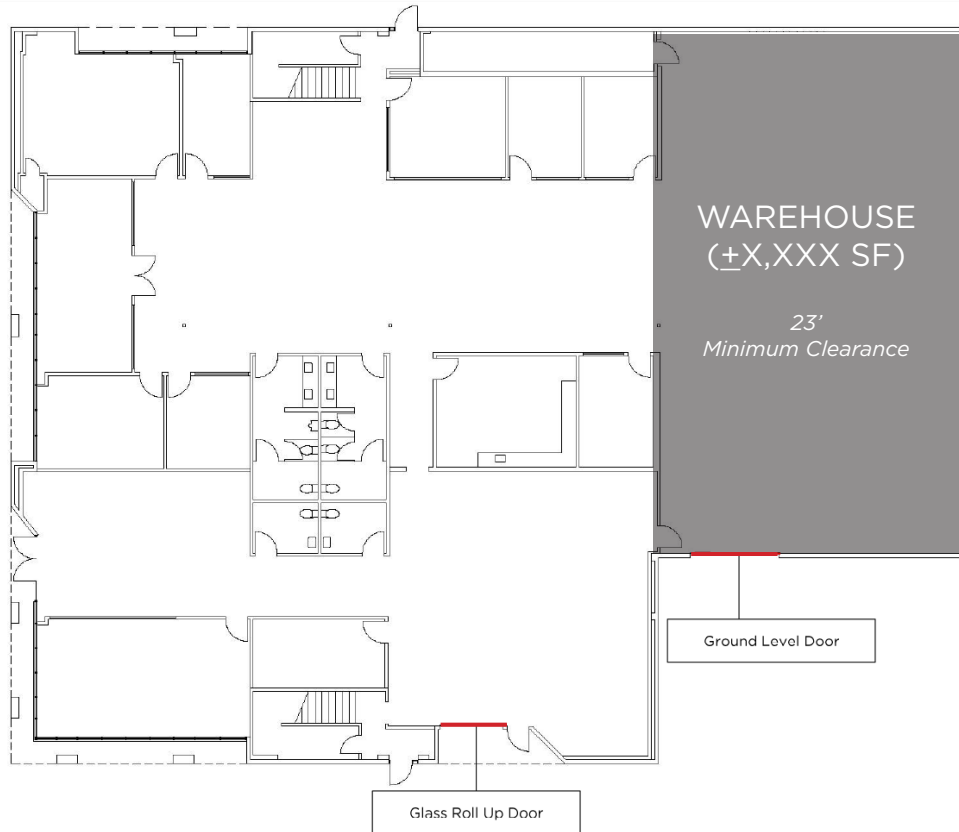 WAREHOUSE
(±X,XXX SF)
23'
Minimum Clearance
Ground Level Door
Glass Roll Up Door